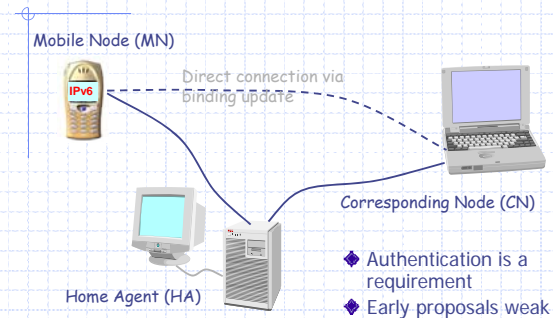 Mobile Node (MN)
IPv6
Direct connection via
binding update
Corresponding Node (CN)
Home Agent (HA)
Authentication is a
requirement
Early proposals weak